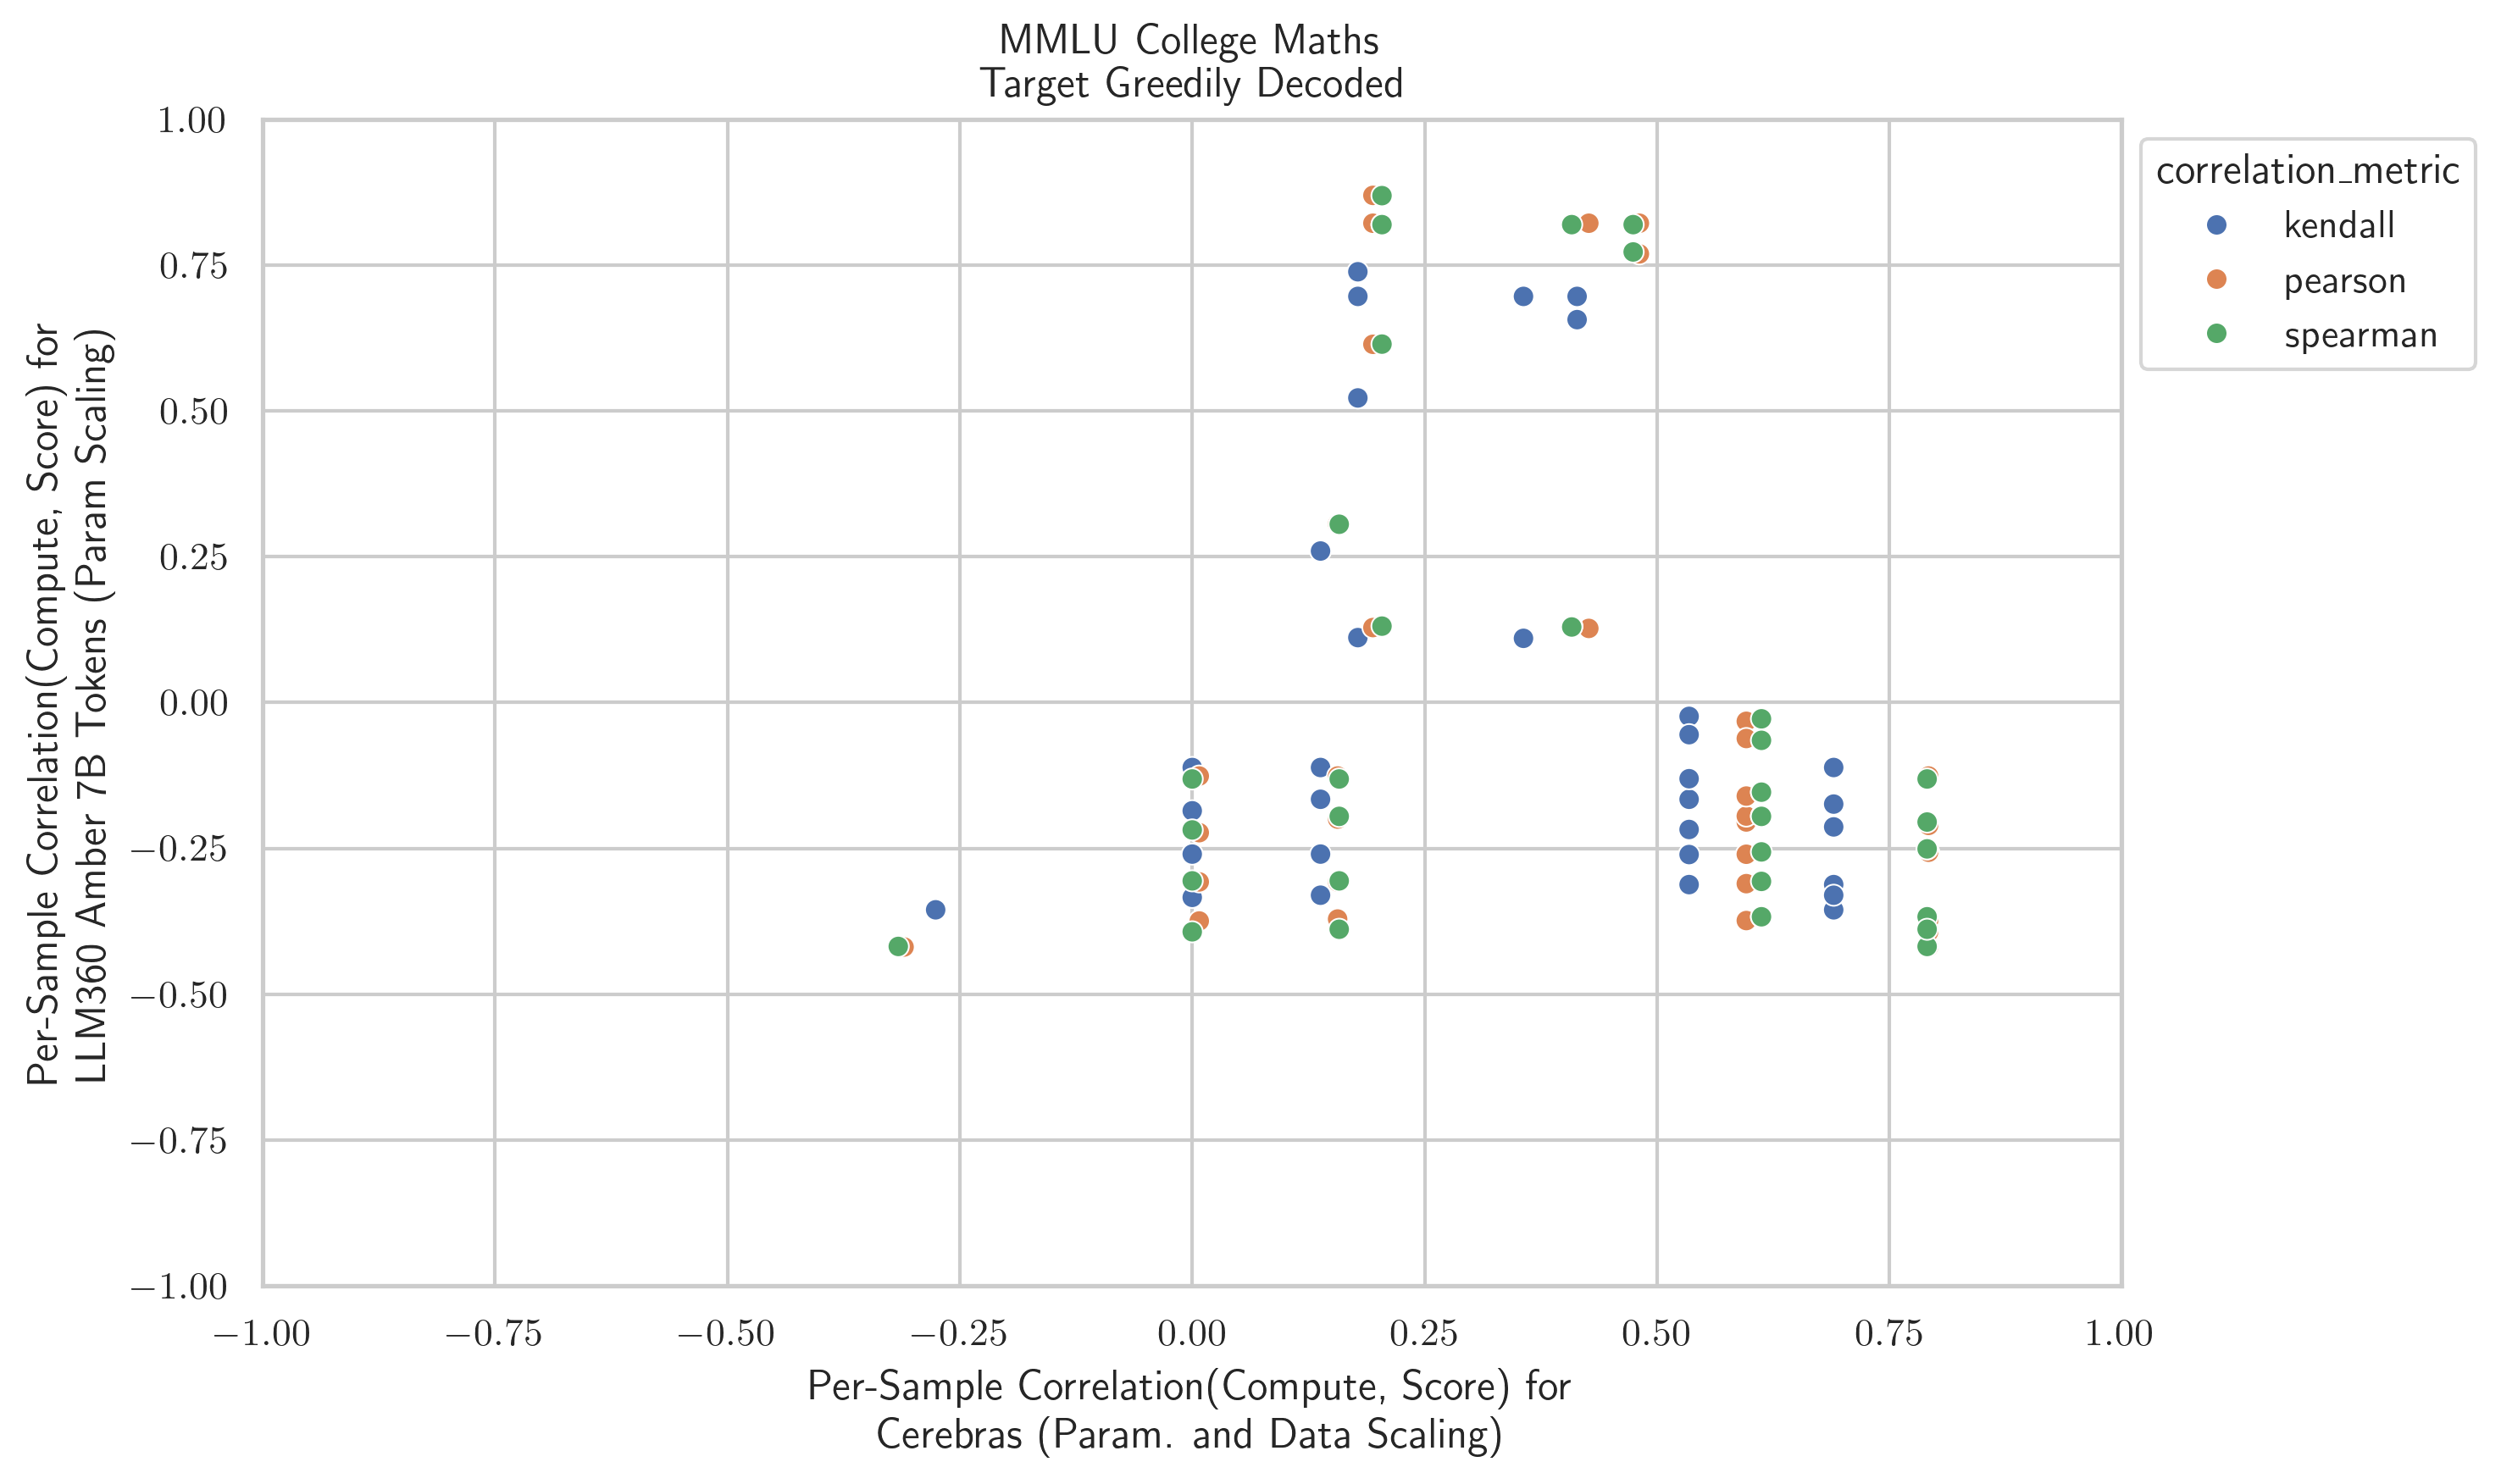 MMLU College Maths
Target Greedily Decoded
Per-Sample Correlation(Compute, Score) for
LLM360 Amber 7B Tokens (Param Scaling)
1.00
0.75
0.50
0.25
0.00
−0.25
−0.50
−0.75
−1.00
correlation_metric
kendall
pearson
spearman
−1.00 −0.75 −0.50 −0.25 0.00 0.25 0.50 0.75 1.00
Per-Sample Correlation(Compute, Score) for
Cerebras (Param. and Data Scaling)